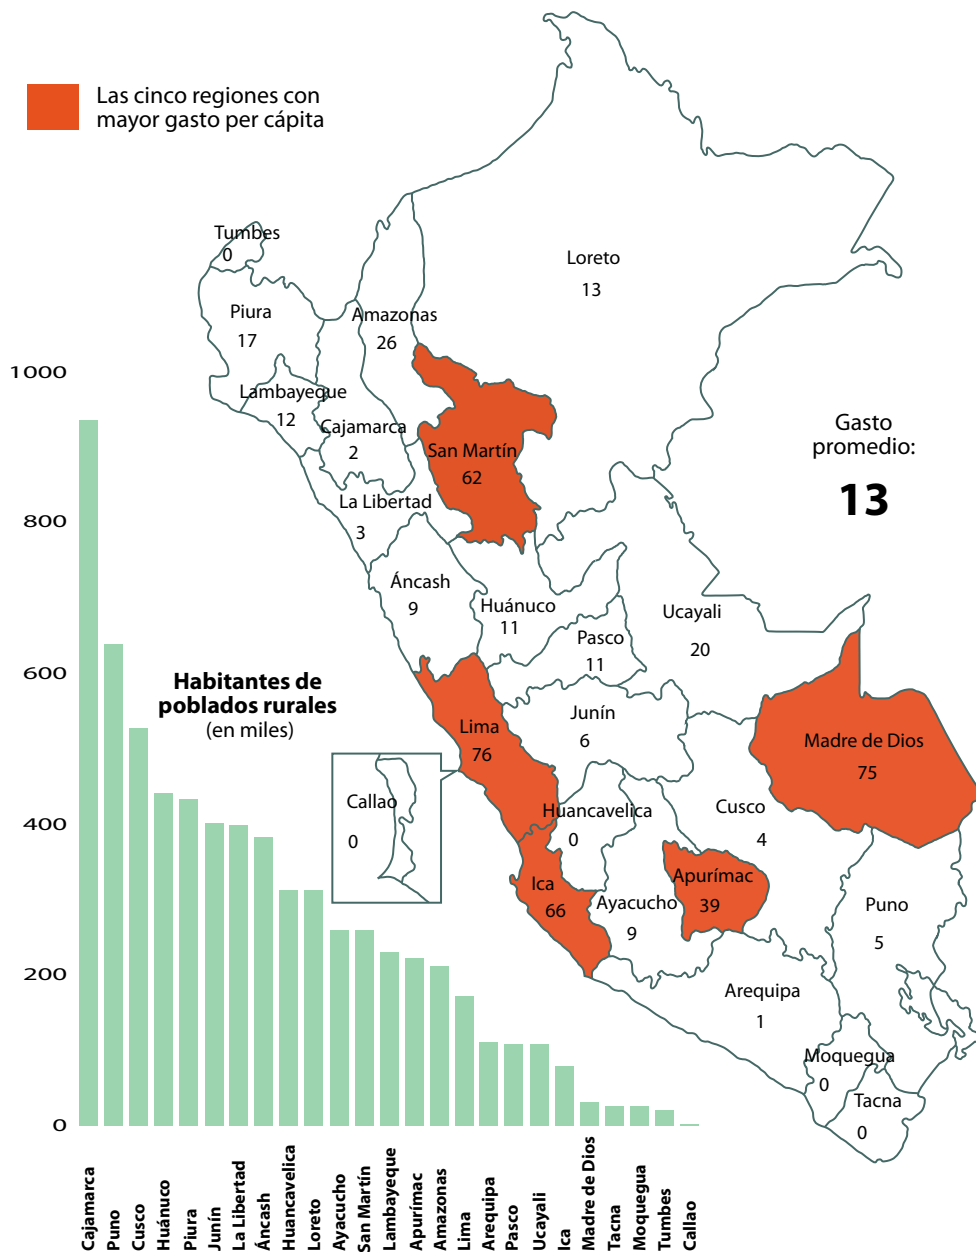 Las cinco regiones con
mayor gasto per cápita
Tumbes
0
Loreto
13
Piura
17
Amazonas
26
Lambayeque
12
Cajamarca
2
San Martín
62
Gasto
promedio:
13
La Libertad
3
Áncash
9
Huánuco
11
Pasco
11
Ucayali
20
Lima
76
Junín
6
Madre de Dios
75
Callao
0
Huancavelica
0
Cusco
4
Ica
66
Ayacucho
9
Apurímac
39
Puno
5
Arequipa
1
Moquegua
0
Tacna
0
Habitantes de
poblados rurales
(en miles)
1000
800
600
400
200
0
Cajamarca
Puno
Cusco
Huánuco
Piura
Junín
La Libertad
Áncash
Huancavelica
Loreto
Ayacucho
San Martín
Lambayeque
Apurímac
Amazonas
Lima
Arequipa
Pasco
Ucayali
Ica
Madre de Dios
Tacna
Moquegua
Tumbes
Callao